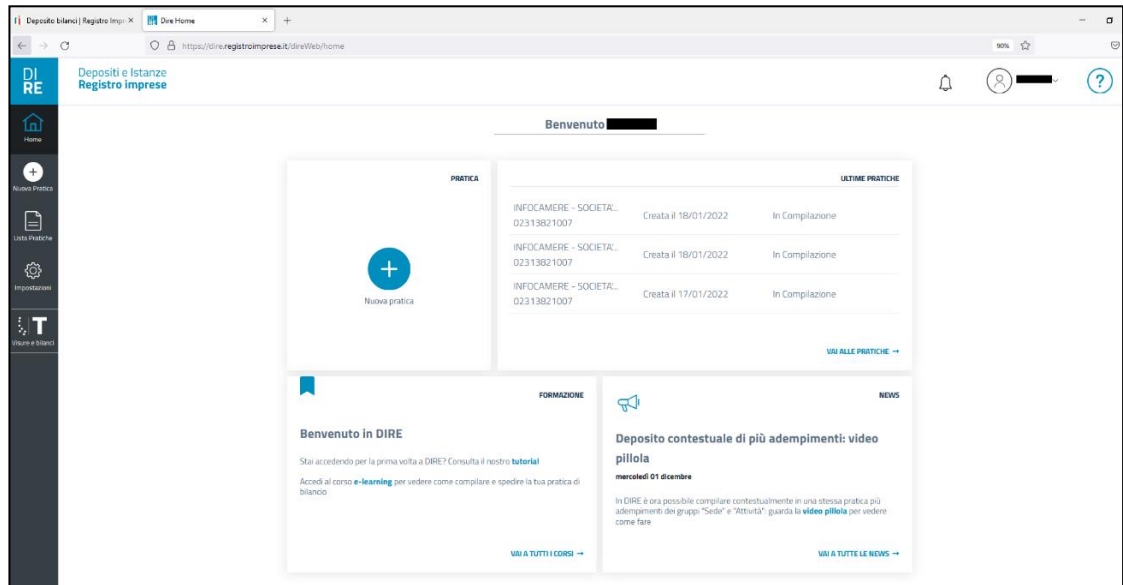 Deposito bilanci | Registro Impr
Dire Home
https://dire.registroimprese.it/direWeb/home
90%
DI
RE
Depositi e Istanze
Registro imprese
?
Home
Nuova Pratica
Lista Pratiche
Impostazioni
T
Visure e bilanci
Benvenuto
PRATICA
Nuova pratica
ULTIME PRATICHE
INFOCAMERE - SOCIETA'... Creata il 18/01/2022 In Compilazione
02313821007
INFOCAMERE - SOCIETA'... Creata il 18/01/2022 In Compilazione
02313821007
INFOCAMERE - SOCIETA'... Creata il 17/01/2022 In Compilazione
02313821007
VAI ALLE PRATICHE →
FORMAZIONE
Benvenuto in DIRE
Stai accedendo per la prima volta a DIRE? Consulta il nostro tutorial
Accedi al corso e-learning per vedere come compilare e spedire la tua pratica di
bilancio
VAI A TUTTI I CORSI →
NEWS
Deposito contestuale di più adempimenti: video
pillola
mercoledì 01 dicembre
In DIRE è ora possibile compilare contestualmente in una stessa pratica più
adempimenti dei gruppi "Sede" e "Attività": guarda la video pillola per vedere
come fare
VAI A TUTTE LE NEWS →